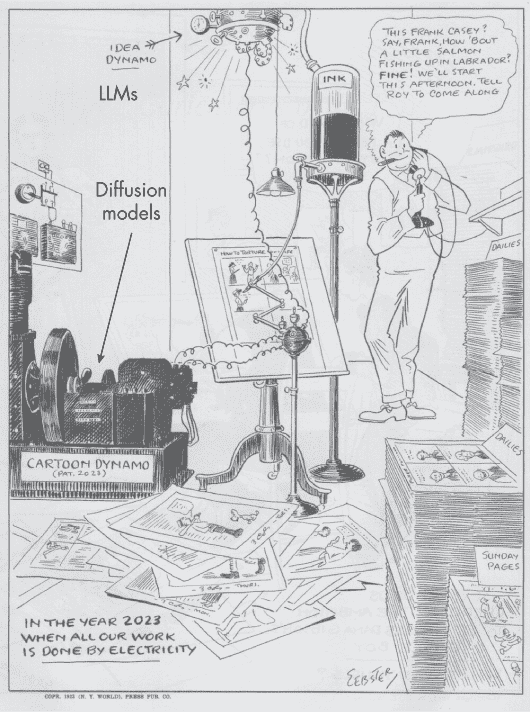 IDEA
DYNAMO
LLMs
THIS FRANK CASEY?
SAY, FRANK, HOW 'BOUT
A LITTLE SALMON
FISHING UP IN LABRADOR?
FINE! WE'LL START
THIS AFTERNOON. TELL
ROY TO COME ALONG
INK
Diffusion
models
HOW TO TORTURE
DAILIES
CARTOON DYNAMO
(PAT. 2023)
DAILIES
SUNDAY
PAGES
IN THE YEAR 2023
WHEN ALL OUR WORK
IS DONE BY ELECTRICITY
WEBSTER
COPR. 1923 (N. Y. WORLD), PRESS PUB. CO.